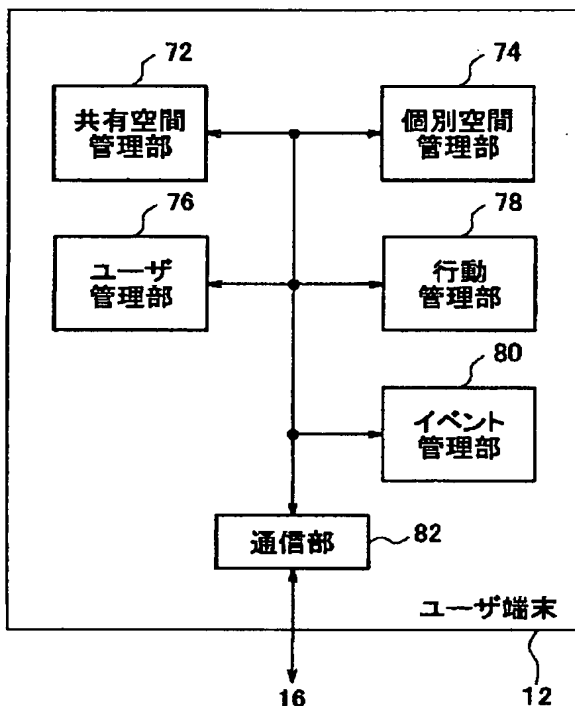 72
共有空間
管理部
74
個別空間
管理部
76
ユーザ
管理部
78
行動
管理部
80
イベント
管理部
通信部
82
ユーザ端末
16
12